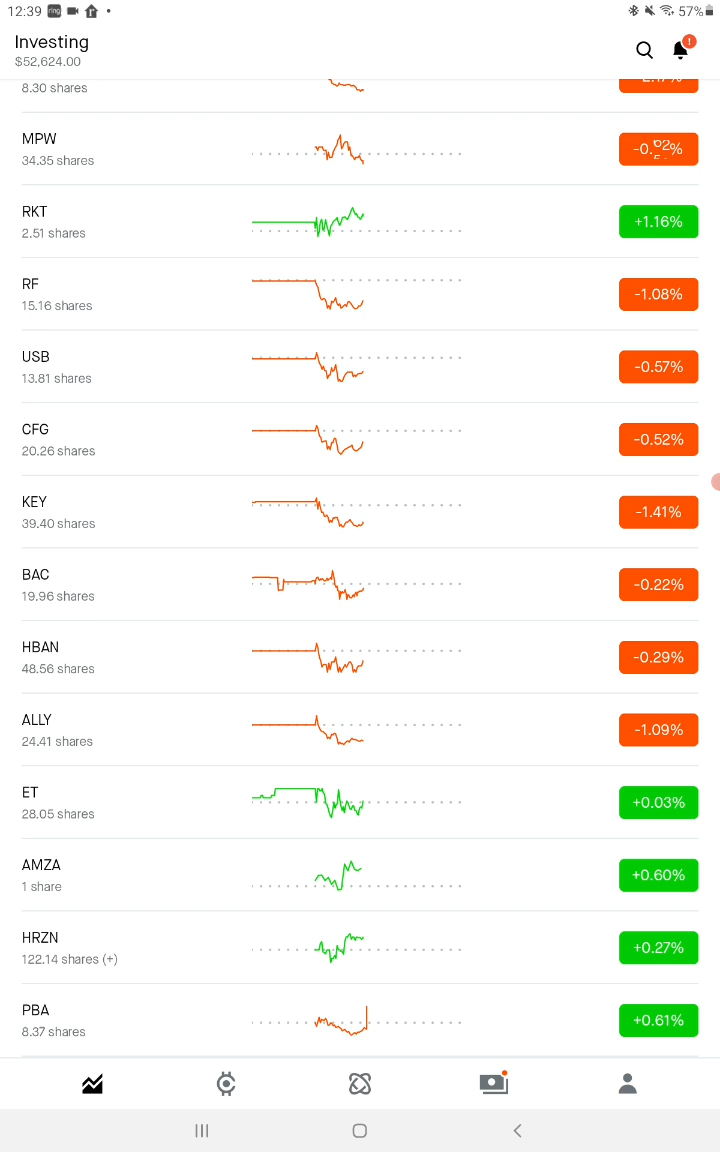 12:39 ring 57%
Investing
$52,624.00
1
8.30 shares
MPW
34.35 shares
RKT
2.51 shares
+1.16%
RF
15.16 shares
-1.08%
USB
13.81 shares
-0.57%
CFG
20.26 shares
-0.52%
KEY
39.40 shares
-1.41%
BAC
19.96 shares
-0.22%
HBAN
48.56 shares
-0.29%
ALLY
24.41 shares
-1.09%
ET
28.05 shares
+0.03%
AMZA
1 share
+0.60%
HRZN
122.14 shares (+)
+0.27%
PBA
8.37 shares
+0.61%